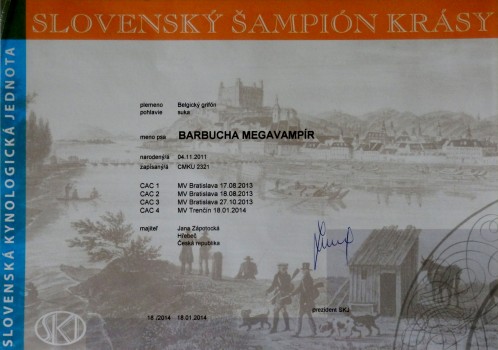 SLOVENSKÝ ŠAMPIÓN KRÁSY
SLOVENSKÁ KYNOLOGICKÁ JEDNOTA
plemeno Belgický grifón
pohlavie suka
meno psa BARBUCHA MEGAVAMPÍR
narodený/á 04.11.2011
zapísaný/á CMKU 2321
CAC 1 MV Bratislava 17.08.2013
CAC 2 MV Bratislava 18.08.2013
CAC 3 MV Bratislava 27.10.2013
CAC 4 MV Trenčín 18.01.2014
majiteľ Jana Zápotocká
Hřebeč
Česká republika
18 /2014 18.01.2014
prezident SKJ
SKJ